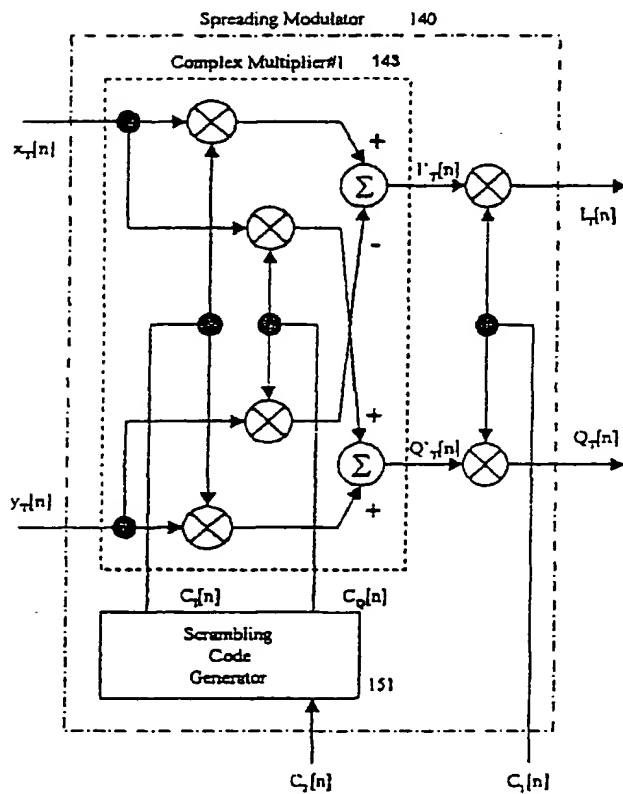 Spreading Modulator 140
Complex Multiplier#1 143
+
x_T[n]
Σ
I'_T[n]
I_T[n]
-
+
Σ
Q'_T[n]
Q_T[n]
y_T[n]
+
C_I[n] C_Q[n]
Scrambling
Code
Generator 151
C_2[n] C_1[n]